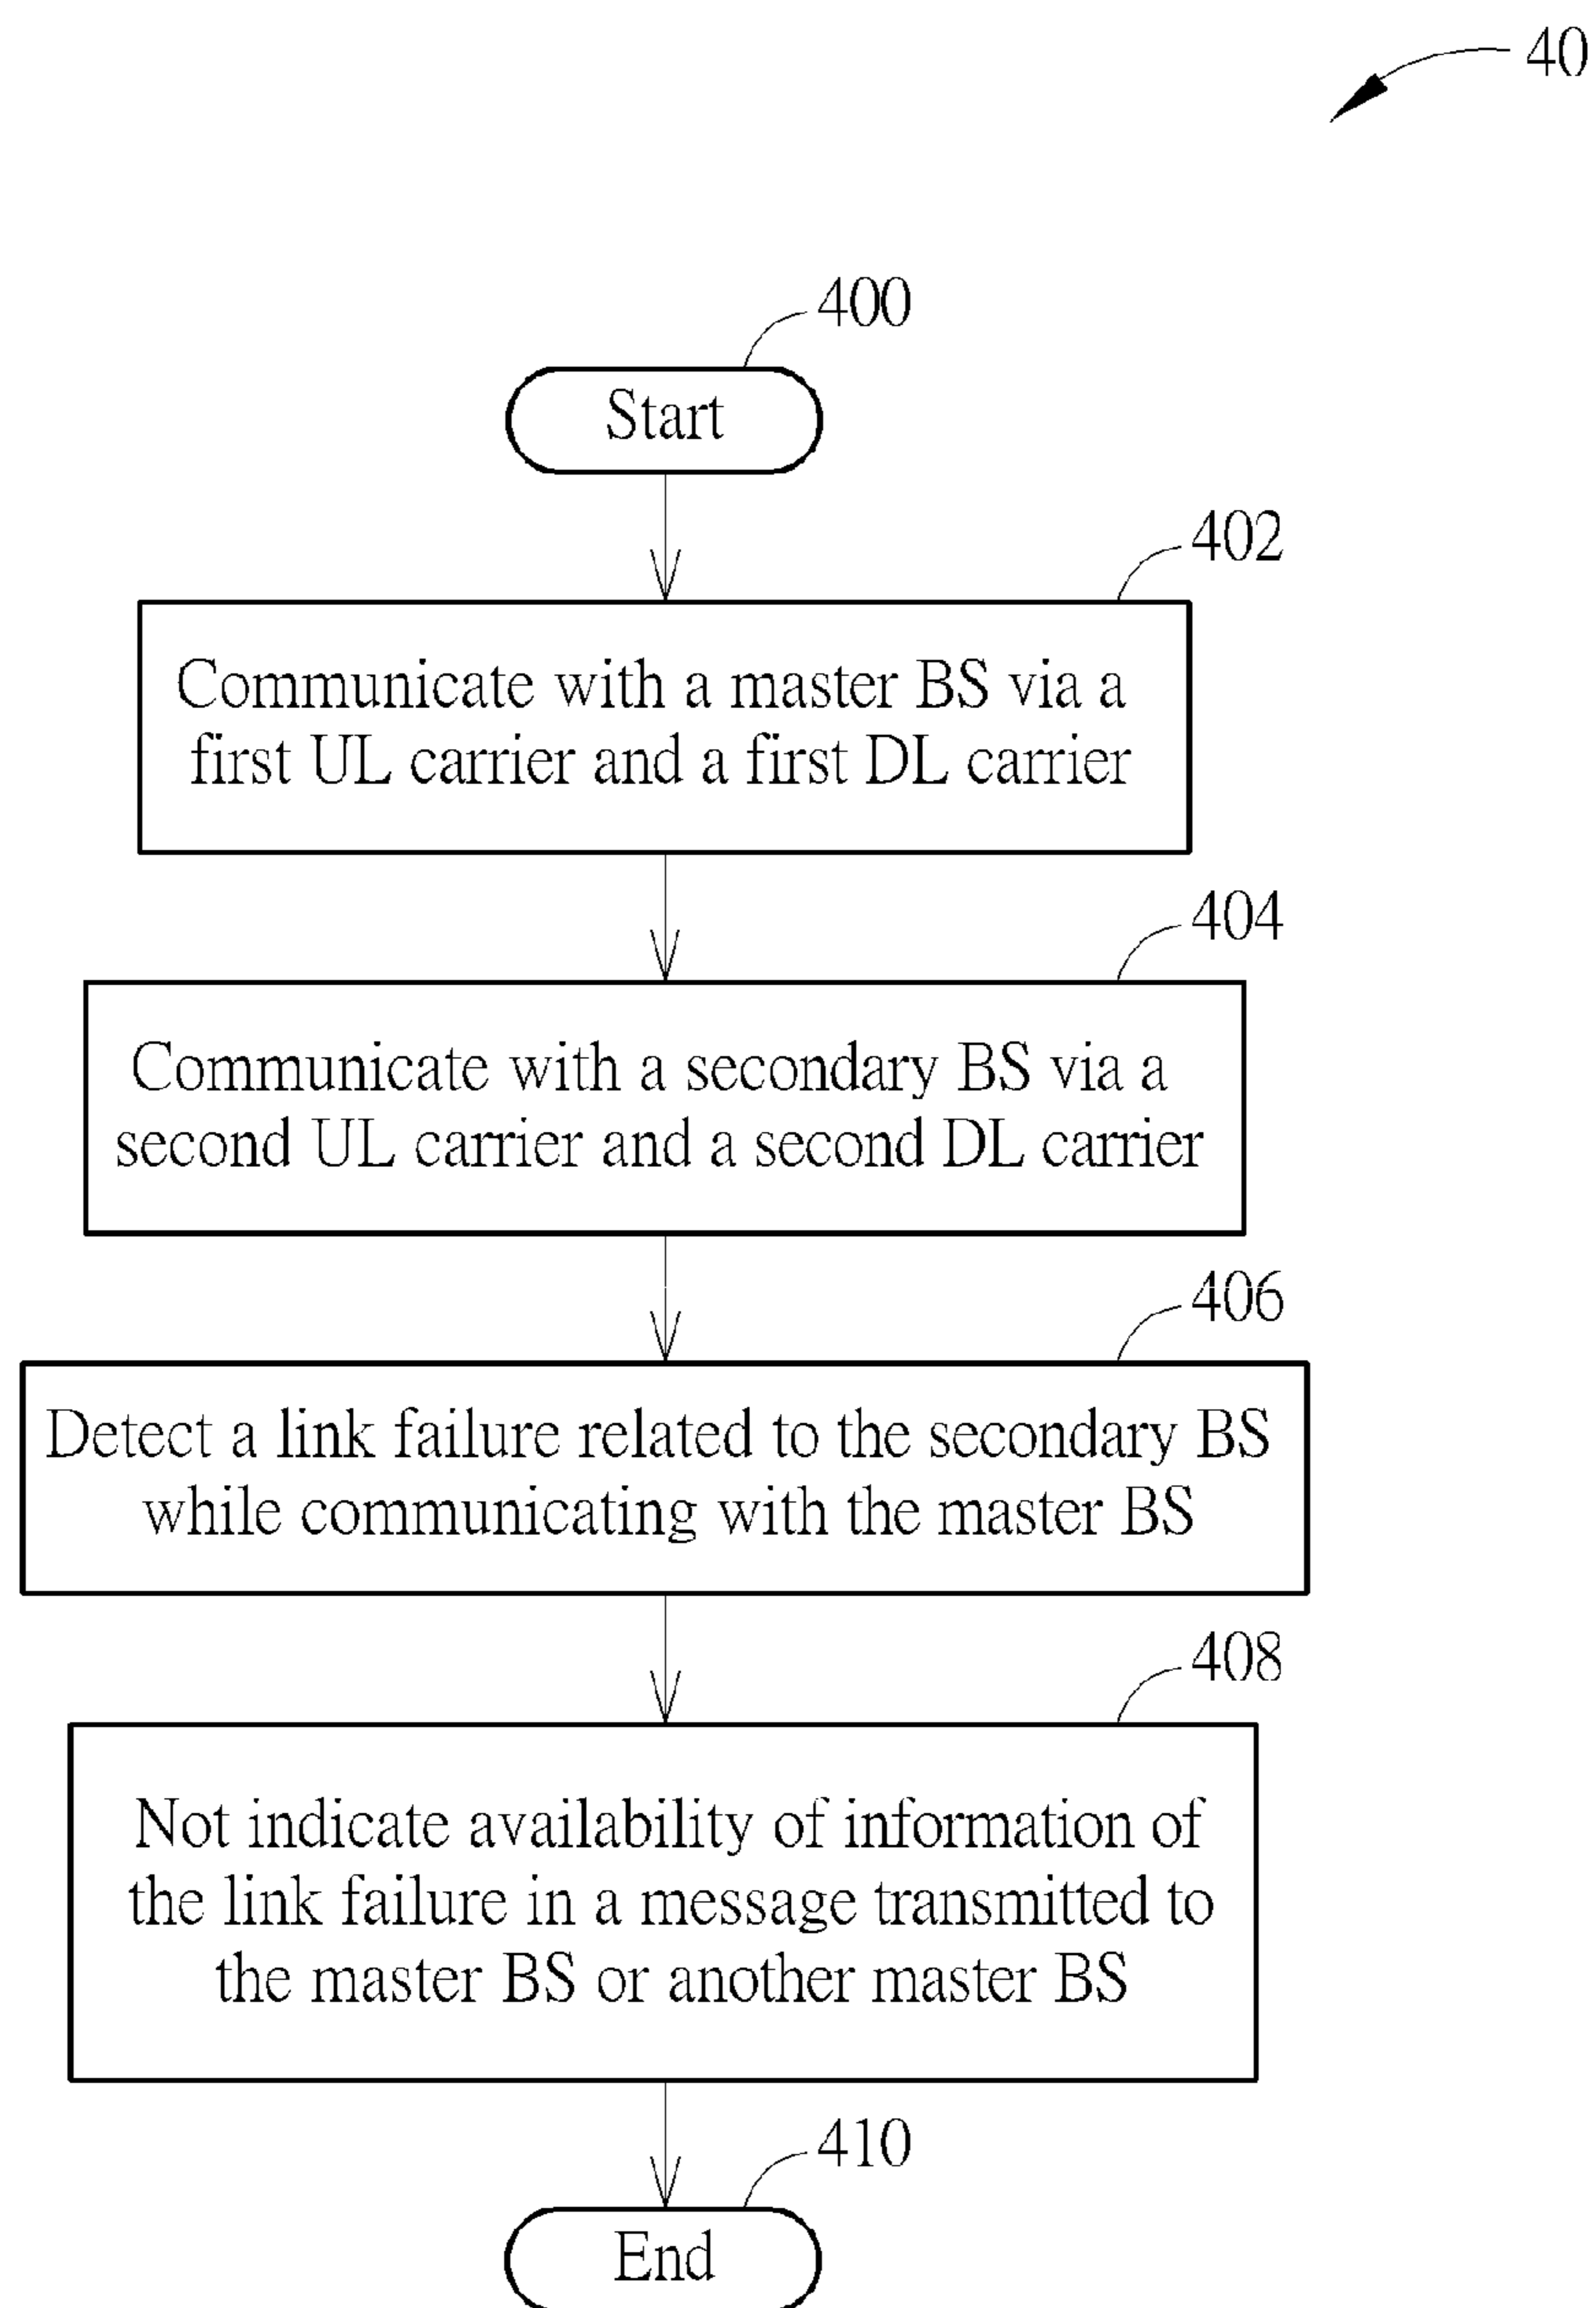 40
400
Start
402
Communicate with a master BS via a
first UL carrier and a first DL carrier
404
Communicate with a secondary BS via a
second UL carrier and a second DL carrier
406
Detect a link failure related to the secondary BS
while communicating with the master BS
408
Not indicate availability of information of
the link failure in a message transmitted to
the master BS or another master BS
410
End